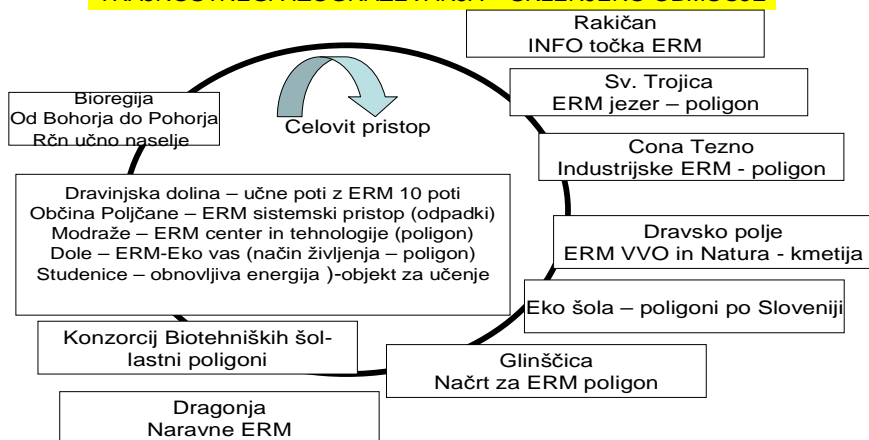 Rakičan
INFO točka ERM
Sv. Trojica
ERM jezer – poligon
Bioregija
Od Bohorja do Pohorja
Rčn učno naselje
Celovit pristop
Cona Tezno
Industrijske ERM - poligon
Dravinjska dolina – učne poti z ERM 10 poti
Občina Poljčane – ERM sistemski pristop (odpadki)
Modraže – ERM center in tehnologije (poligon)
Dole – ERM-Eko vas (način življenja – poligon)
Studenice – obnovljiva energija )-objekt za učenje
Dravsko polje
ERM VVO in Natura - kmetija
Eko šola – poligoni po Sloveniji
Konzorcij Biotehniških šol-
lastni poligoni
Glinščica
Načrt za ERM poligon
Dragonja
Naravne ERM